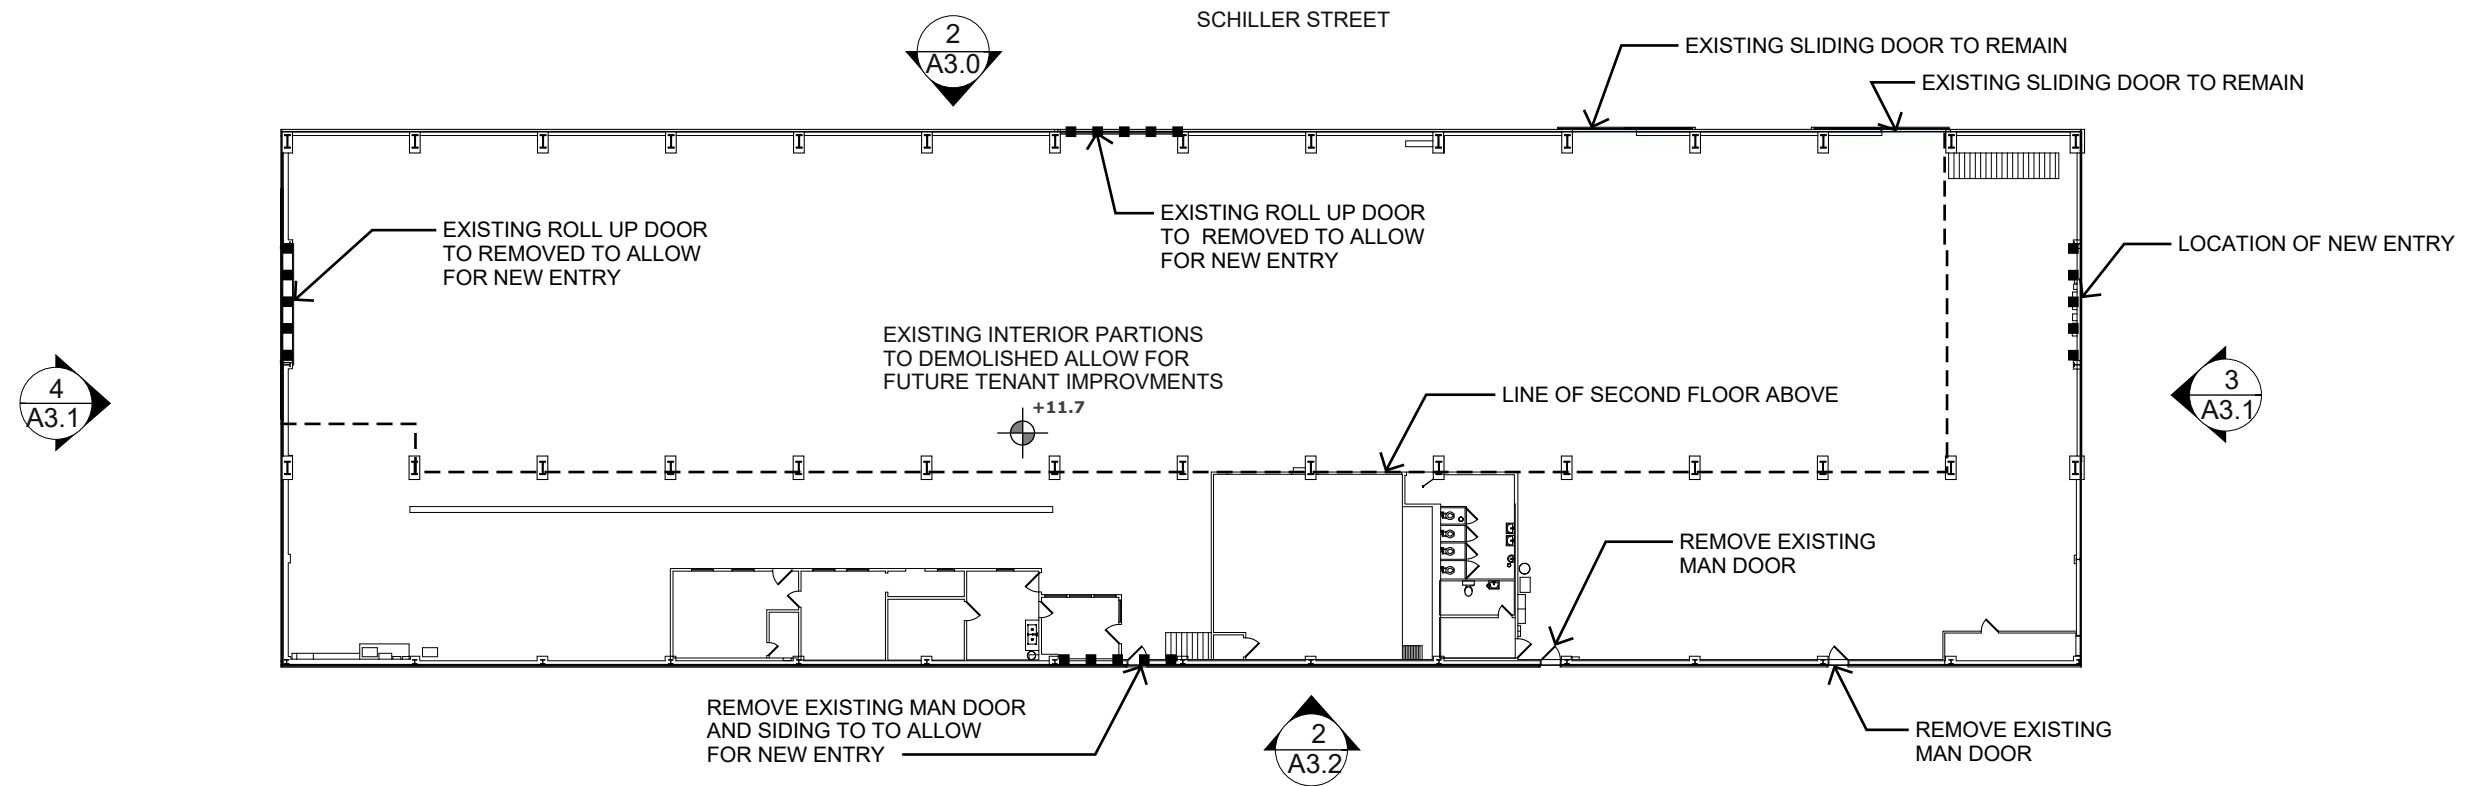 SCHILLER STREET
2
A3.0
EXISTING SLIDING DOOR TO REMAIN
EXISTING SLIDING DOOR TO REMAIN
EXISTING ROLL UP DOOR
TO REMOVED TO ALLOW
FOR NEW ENTRY
EXISTING ROLL UP DOOR
TO  REMOVED TO ALLOW
FOR NEW ENTRY
LOCATION OF NEW ENTRY
EXISTING INTERIOR PARTIONS
TO DEMOLISHED ALLOW FOR
FUTURE TENANT IMPROVMENTS
+11.7
4
A3.1
LINE OF SECOND FLOOR ABOVE
3
A3.1
REMOVE EXISTING
MAN DOOR
REMOVE EXISTING MAN DOOR
AND SIDING TO TO ALLOW
FOR NEW ENTRY
2
A3.2
REMOVE EXISTING
MAN DOOR